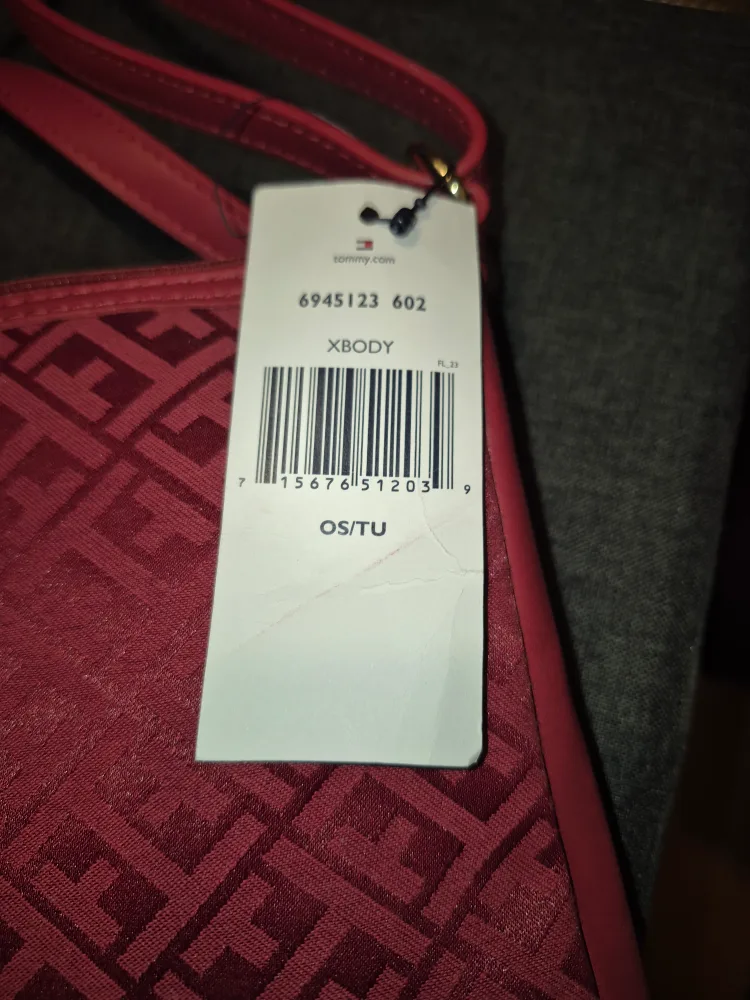 tommy.com
6945123 602
XBODY
FL_23
7 15676 51203 9
OS/TU